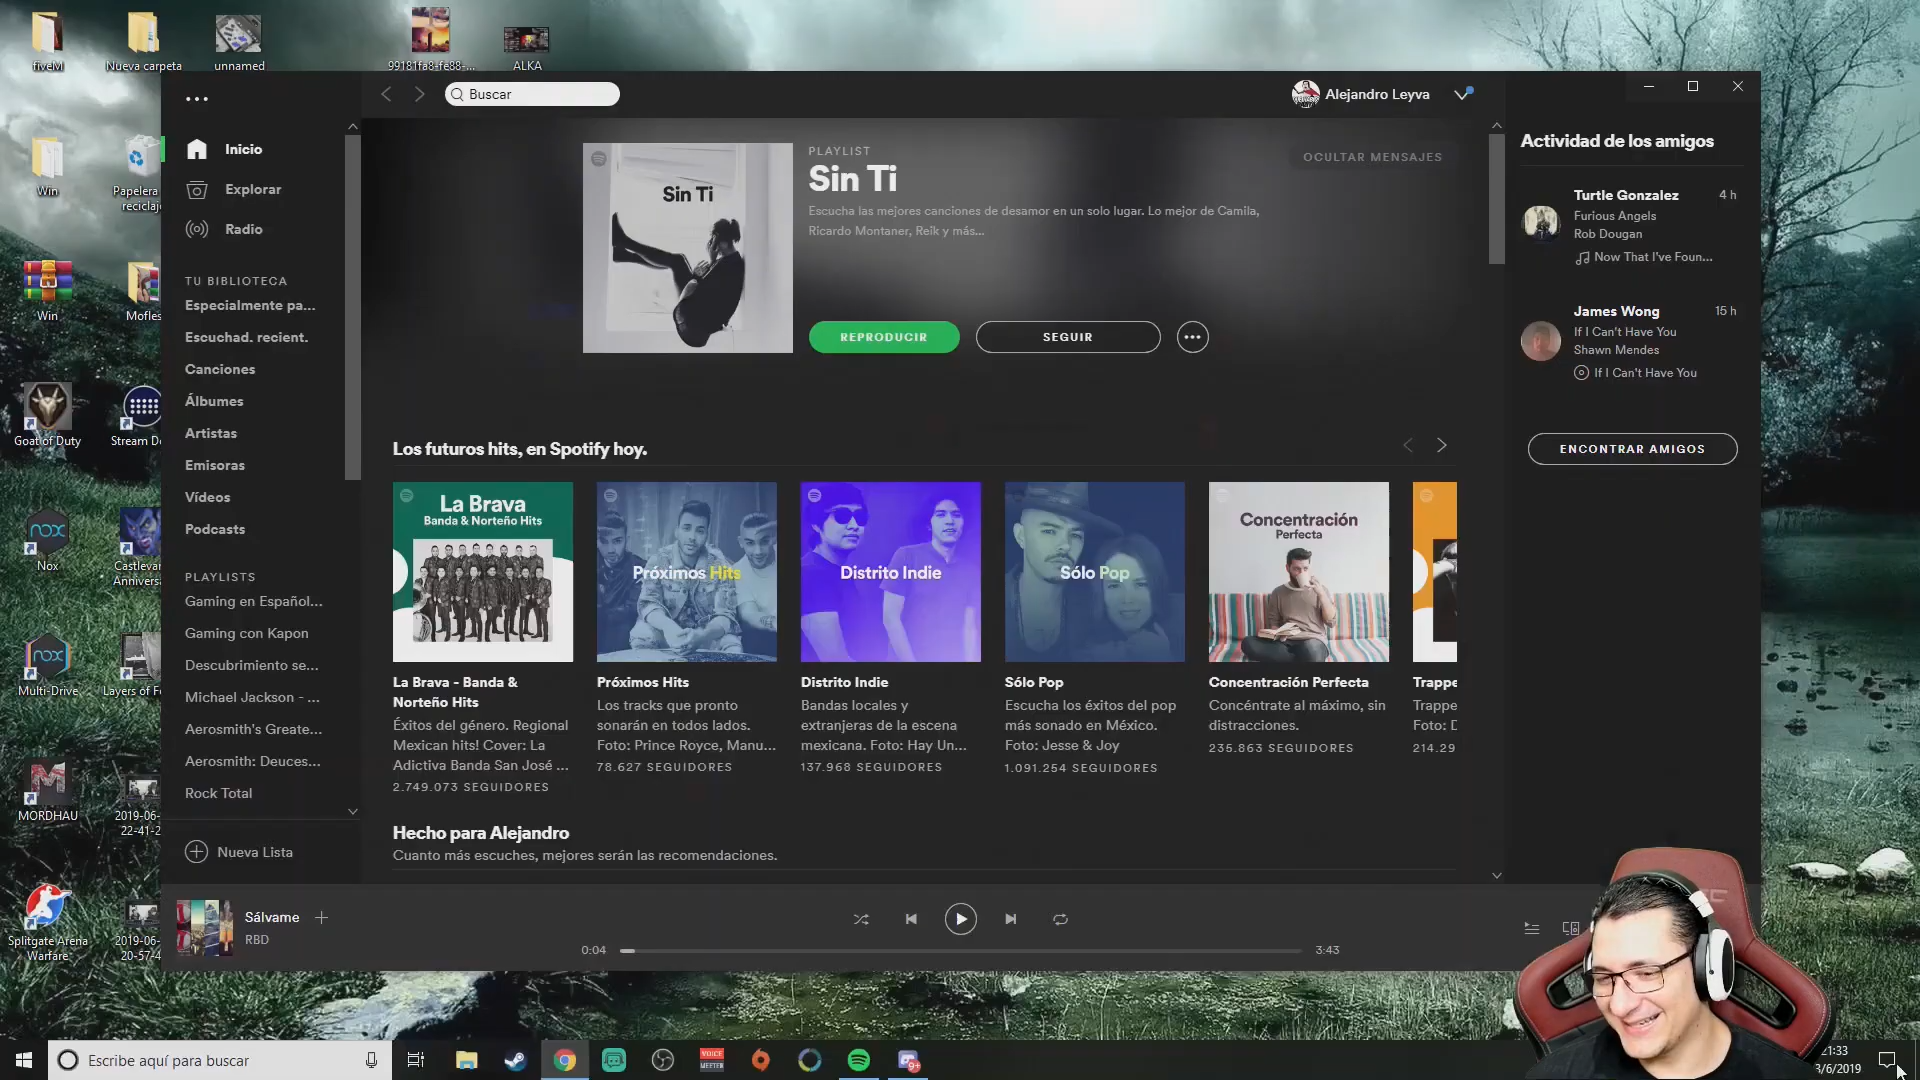 fiveM
Nueva carpeta
unnamed
99181fa8-fe88-...
ALKA
Win
Papelera
reciclaj
Win
Mofles
Goat of Duty
Stream De
Nox
Castlevan
Annivers
Multi-Drive
Layers of Fe
MORDHAU
2019-06-
22-41-2
Splitgate Arena
Warfare
2019-06-
20-57-4
Buscar
Alejandro Leyva
Inicio
Explorar
Radio
TU BIBLIOTECA
Especialmente pa...
Escuchad. recient.
Canciones
Álbumes
Artistas
Emisoras
Vídeos
Podcasts
PLAYLISTS
Gaming en Español...
Gaming con Kapon
Descubrimiento se...
Michael Jackson - ...
Aerosmith's Greate...
Aerosmith: Deuces...
Rock Total
Nueva Lista
Sin Ti
PLAYLIST
Sin Ti
Escucha las mejores canciones de desamor en un solo lugar. Lo mejor de Camila,
Ricardo Montaner, Reik y más...
OCULTAR MENSAJES
REPRODUCIR
SEGUIR
Los futuros hits, en Spotify hoy.
La Brava
Banda & Norteño Hits
Próximos Hits
Distrito Indie
Sólo Pop
Concentración
Perfecta
La Brava - Banda &
Norteño Hits
Éxitos del género. Regional
Mexican hits! Cover: La
Adictiva Banda San José ...
2.749.073 SEGUIDORES
Próximos Hits
Los tracks que pronto
sonarán en todos lados.
Foto: Prince Royce, Manu...
78.627 SEGUIDORES
Distrito Indie
Bandas locales y
extranjeras de la escena
mexicana. Foto: Hay Un...
137.968 SEGUIDORES
Sólo Pop
Escucha los éxitos del pop
más sonado en México.
Foto: Jesse & Joy
1.091.254 SEGUIDORES
Concentración Perfecta
Concéntrate al máximo, sin
distracciones.
235.863 SEGUIDORES
Trappe
Trappe
Foto: D
214.29
Hecho para Alejandro
Cuanto más escuches, mejores serán las recomendaciones.
Actividad de los amigos
Turtle Gonzalez 4 h
Furious Angels
Rob Dougan
Now That I've Foun...
James Wong 15 h
If I Can't Have You
Shawn Mendes
If I Can't Have You
ENCONTRAR AMIGOS
Sálvame
RBD
0:04
3:43
Escribe aquí para buscar
VOICE
MEETER
9+
21:33
3/6/2019